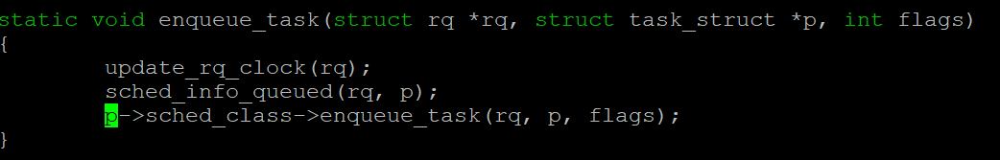 static void enqueue_task(struct rq *rq, struct task_struct *p, int flags)
{
        update_rq_clock(rq);
        sched_info_queued(rq, p);
        p->sched_class->enqueue_task(rq, p, flags);
}